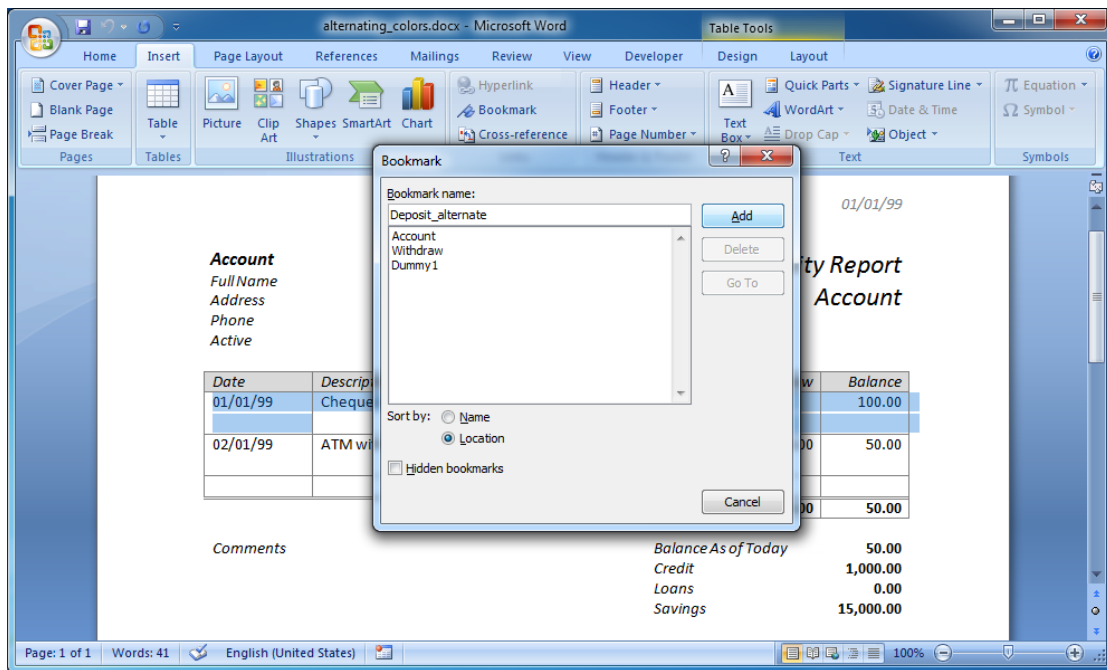 alternating_colors.docx - Microsoft Word
Table Tools
Home Insert Page Layout References Mailings Review View Developer Design Layout
Cover Page
Blank Page
Page Break
Pages
Table
Tables
Picture
Clip Art
Shapes
SmartArt
Chart
Illustrations
Hyperlink
Bookmark
Cross-reference
Header
Footer
Page Number
A
Text Box
Quick Parts
WordArt
Drop Cap
Signature Line
Date & Time
Object
Text
π Equation
Ω Symbol
Symbols
Bookmark
Bookmark name:
Deposit_alternate
Add
Account
Withdraw
Dummy1
Delete
Go To
Sort by:
Name
Location
Hidden bookmarks
Cancel
01/01/99
ity Report
Account
Account
Full Name
Address
Phone
Active
Date Descrip w Balance
01/01/99 Cheque 100.00
02/01/99 ATM wi 00 50.00
00 50.00
Comments
Balance As of Today 50.00
Credit 1,000.00
Loans 0.00
Savings 15,000.00
Page: 1 of 1 Words: 41 English (United States) 100%